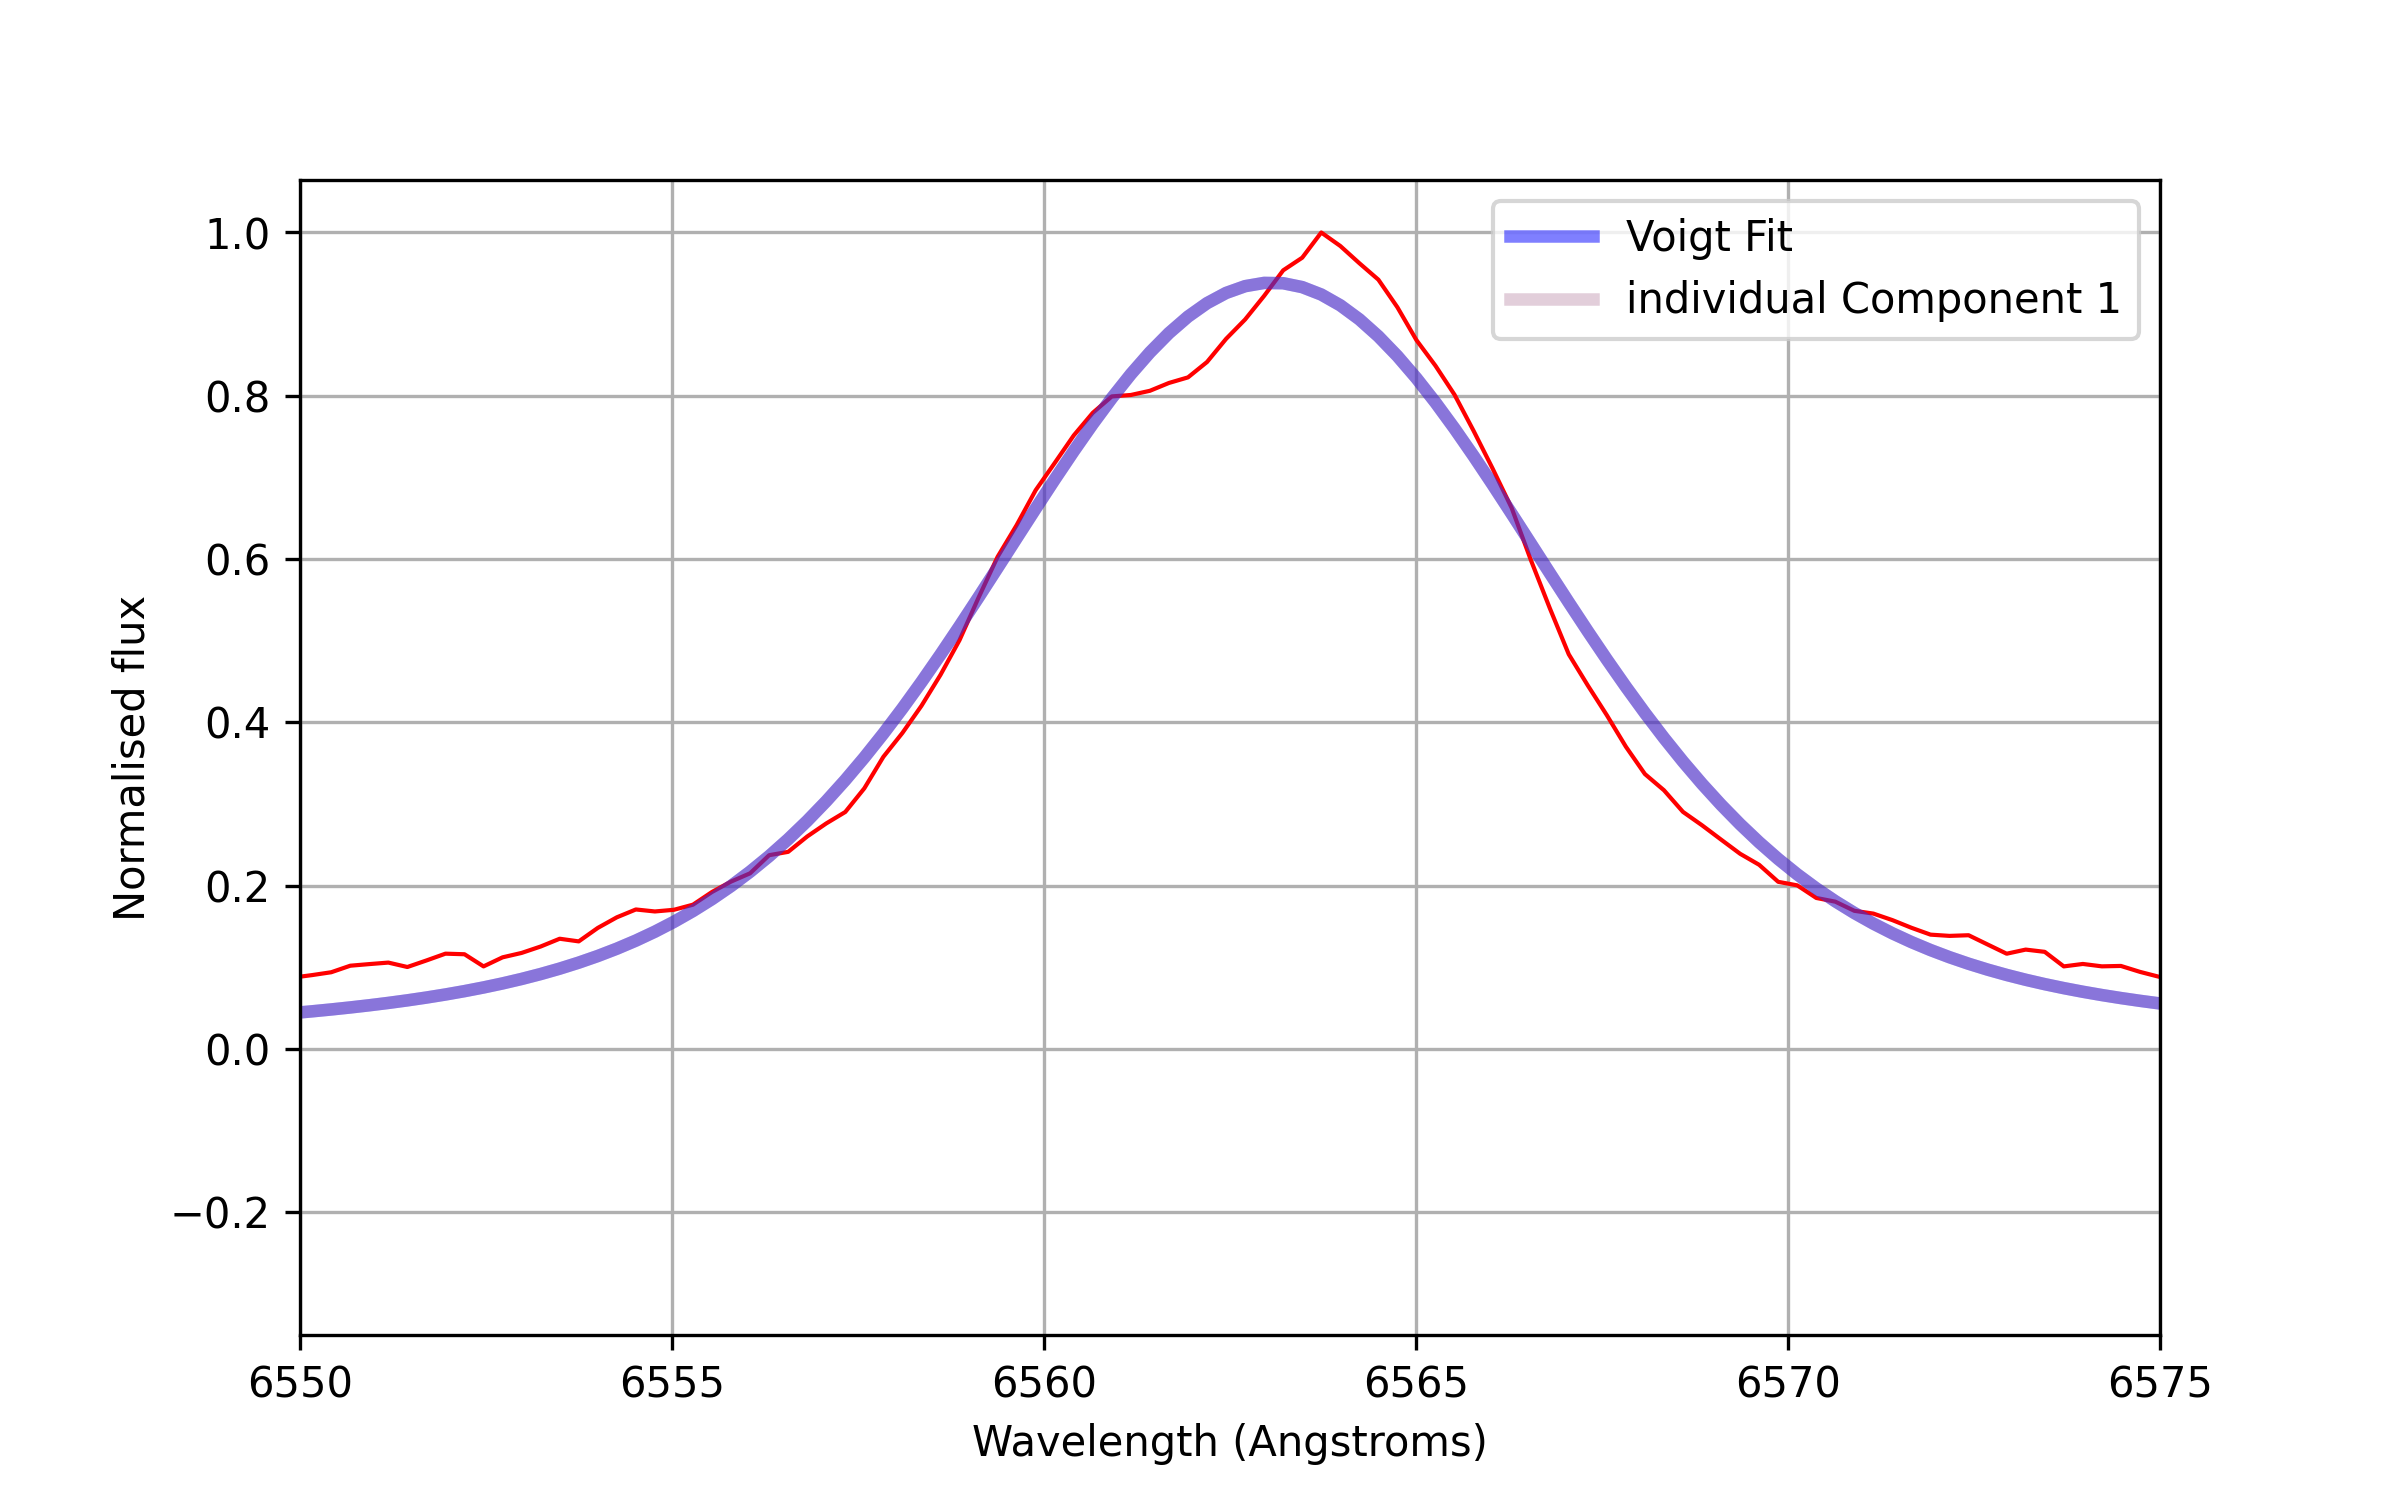 Voigt Fit
individual Component 1
1.0
0.8
0.6
0.4
0.2
0.0
−0.2
Normalised flux
6550 6555 6560 6565 6570 6575
Wavelength (Angstroms)